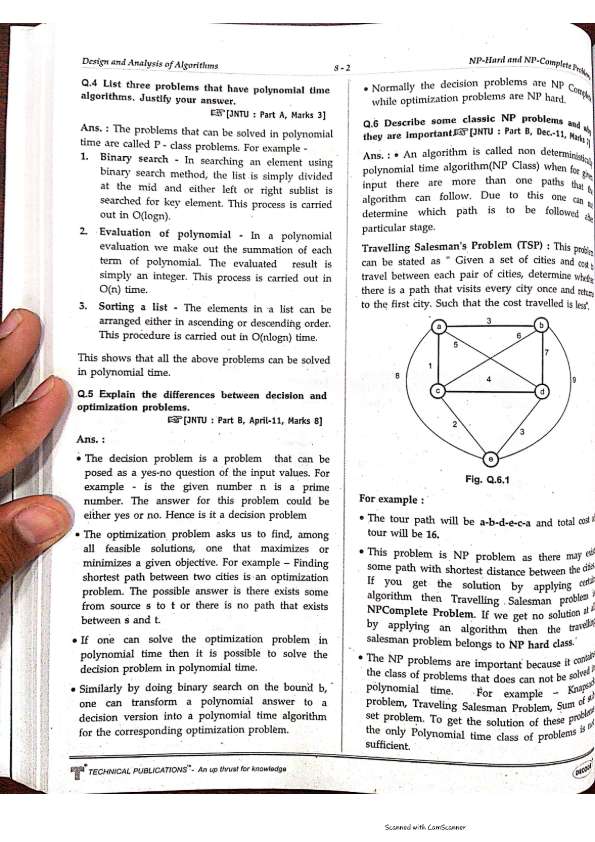 Design and Analysis of Algorithms
8 - 2
NP-Hard and NP-Complete
Q.4 List three problems that have polynomial time
algorithms. Justify your answer.
☞[JNTU : Part A, Marks 3]
Ans. : The problems that can be solved in polynomial
time are called P - class problems. For example -
1. Binary search - In searching an element using
binary search method, the list is simply divided
at the mid and either left or right sublist is
searched for key element. This process is carried
out in O(logn).
2. Evaluation of polynomial - In a polynomial
evaluation we make out the summation of each
term of polynomial. The evaluated result is
simply an integer. This process is carried out in
O(n) time.
3. Sorting a list - The elements in a list can be
arranged either in ascending or descending order.
This procedure is carried out in O(nlogn) time.
This shows that all the above problems can be solved
in polynomial time.
Q.5 Explain the differences between decision and
optimization problems.
☞[JNTU : Part B, April-11, Marks 8]
Ans. :
• The decision problem is a problem that can be
posed as a yes-no question of the input values. For
example - is the given number n is a prime
number. The answer for this problem could be
either yes or no. Hence is it a decision problem
• The optimization problem asks us to find, among
all feasible solutions, one that maximizes or
minimizes a given objective. For example – Finding
shortest path between two cities is an optimization
problem. The possible answer is there exists some
from source s to t or there is no path that exists
between s and t.
• If one can solve the optimization problem in
polynomial time then it is possible to solve the
decision problem in polynomial time.
• Similarly by doing binary search on the bound b,
one can transform a polynomial answer to a
decision version into a polynomial time algorithm
for the corresponding optimization problem.
• Normally the decision problems are NP
while optimization problems are NP hard.
Q.6 Describe some classic NP problems and why
they are important. ☞[JNTU : Part B, Dec.-11, Marks
Ans. : • An algorithm is called non
polynomial time algorithm(NP Class) when for
input there are more than one paths that
algorithm can follow. Due to this one can
determine which path is to be followed
particular stage.
Travelling Salesman's Problem (TSP) : This
can be stated as " Given a set of cities and cost
travel between each pair of cities, determine
there is a path that visits every city once and
to the first city. Such that the cost travelled is less".
a
3
b
5
6
1
7
8
4
9
c
d
2
3
e
Fig. Q.6.1
For example :
• The tour path will be a-b-d-e-c-a and total cost
tour will be 16.
• This problem is NP problem as there may
some path with shortest distance between the
If you get the solution by applying
algorithm then Travelling Salesman problem
NPComplete Problem. If we get no solution at
by applying an algorithm then the
salesman problem belongs to NP hard class.
• The NP problems are important because it
the class of problems that does can not be solved
polynomial time. For example –
problem, Traveling Salesman Problem, Sum of
set problem. To get the solution of these
the only Polynomial time class of problems is
sufficient.
TECHNICAL PUBLICATIONS™ - An up thrust for knowledge
DECODE
Scanned with CamScanner